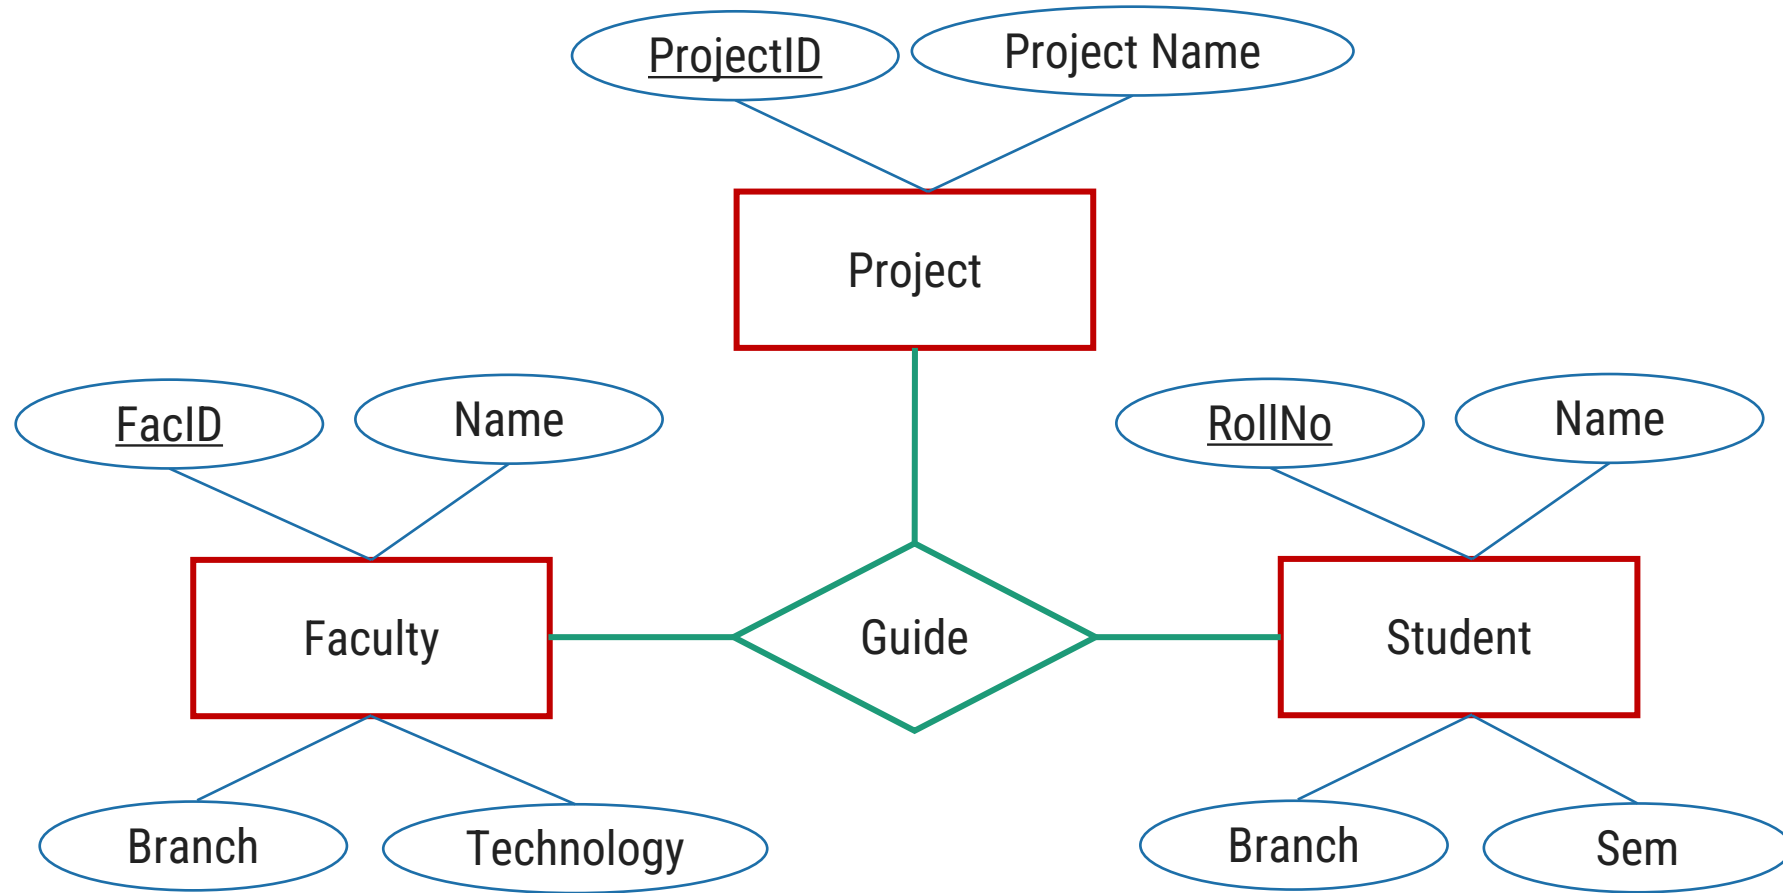 ProjectID
Project Name
Project
FacID
Name
RollNo
Name
Faculty
Guide
Student
Branch
Technology
Branch
Sem